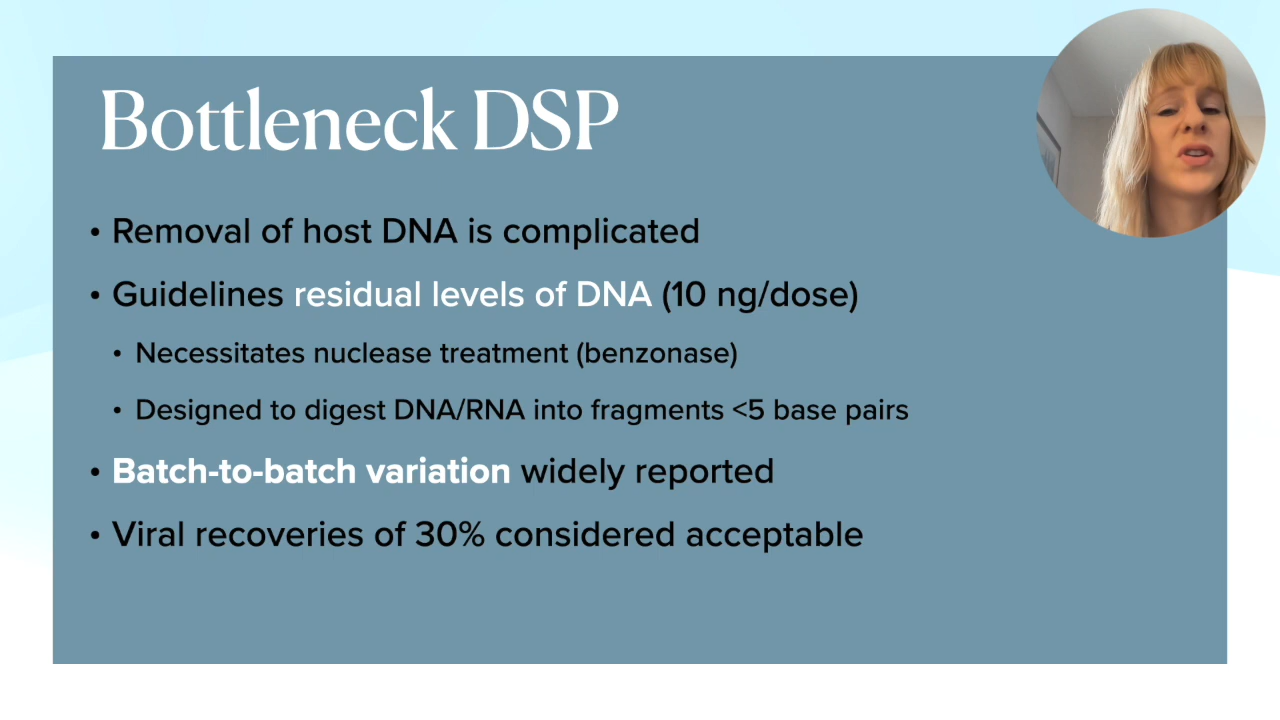 Bottleneck DSP
• Removal of host DNA is complicated
• Guidelines residual levels of DNA (10 ng/dose)
• Necessitates nuclease treatment (benzonase)
• Designed to digest DNA/RNA into fragments <5 base pairs
• Batch-to-batch variation widely reported
• Viral recoveries of 30% considered acceptable